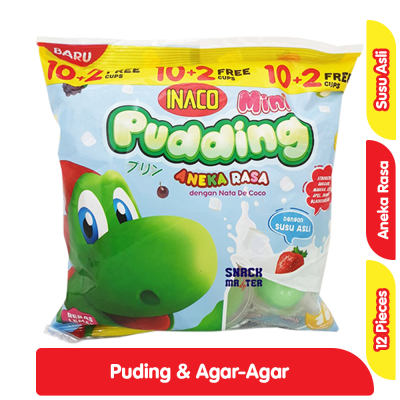 BARU
10+2 FREE CUPS 10+2 FREE CUPS 10+2 FREE CUPS
INACO Mini
Pudding
プリン
ANEKA RASA
dengan Nata De Coco
DENGAN
SUSU ASLI
SNACK
MASTER
Susu Asli
Aneka Rasa
12 Pieces
Puding & Agar-Agar